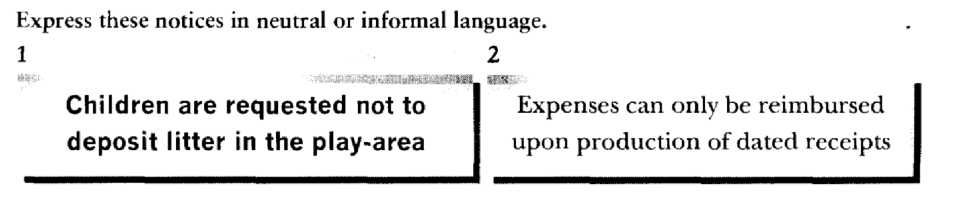 Express these notices in neutral or informal language.
1
2
Children are requested not to
deposit litter in the play-area
Expenses can only be reimbursed
upon production of dated receipts